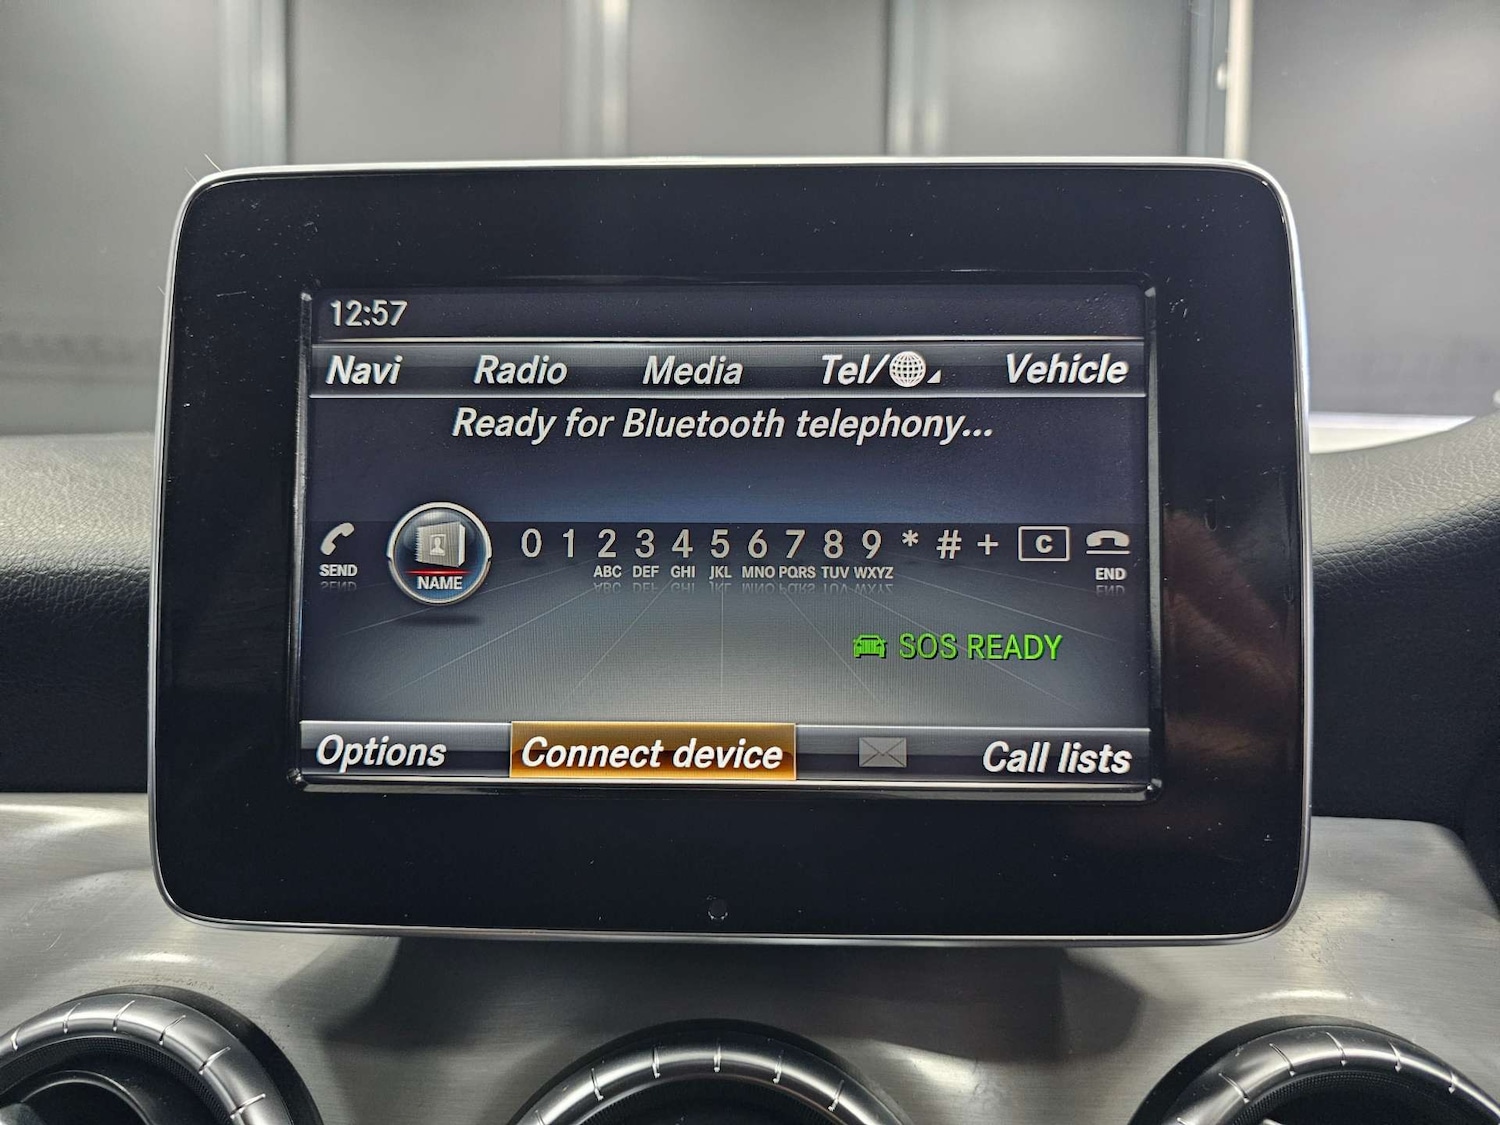 12:57
Navi Radio Media Tel/ Vehicle
Ready for Bluetooth telephony...
0 1 2 3 4 5 6 7 8 9 * # + C
SEND NAME ABC DEF GHI JKL MNO PQRS TUV WXYZ END
SOS READY
Options Connect device Call lists